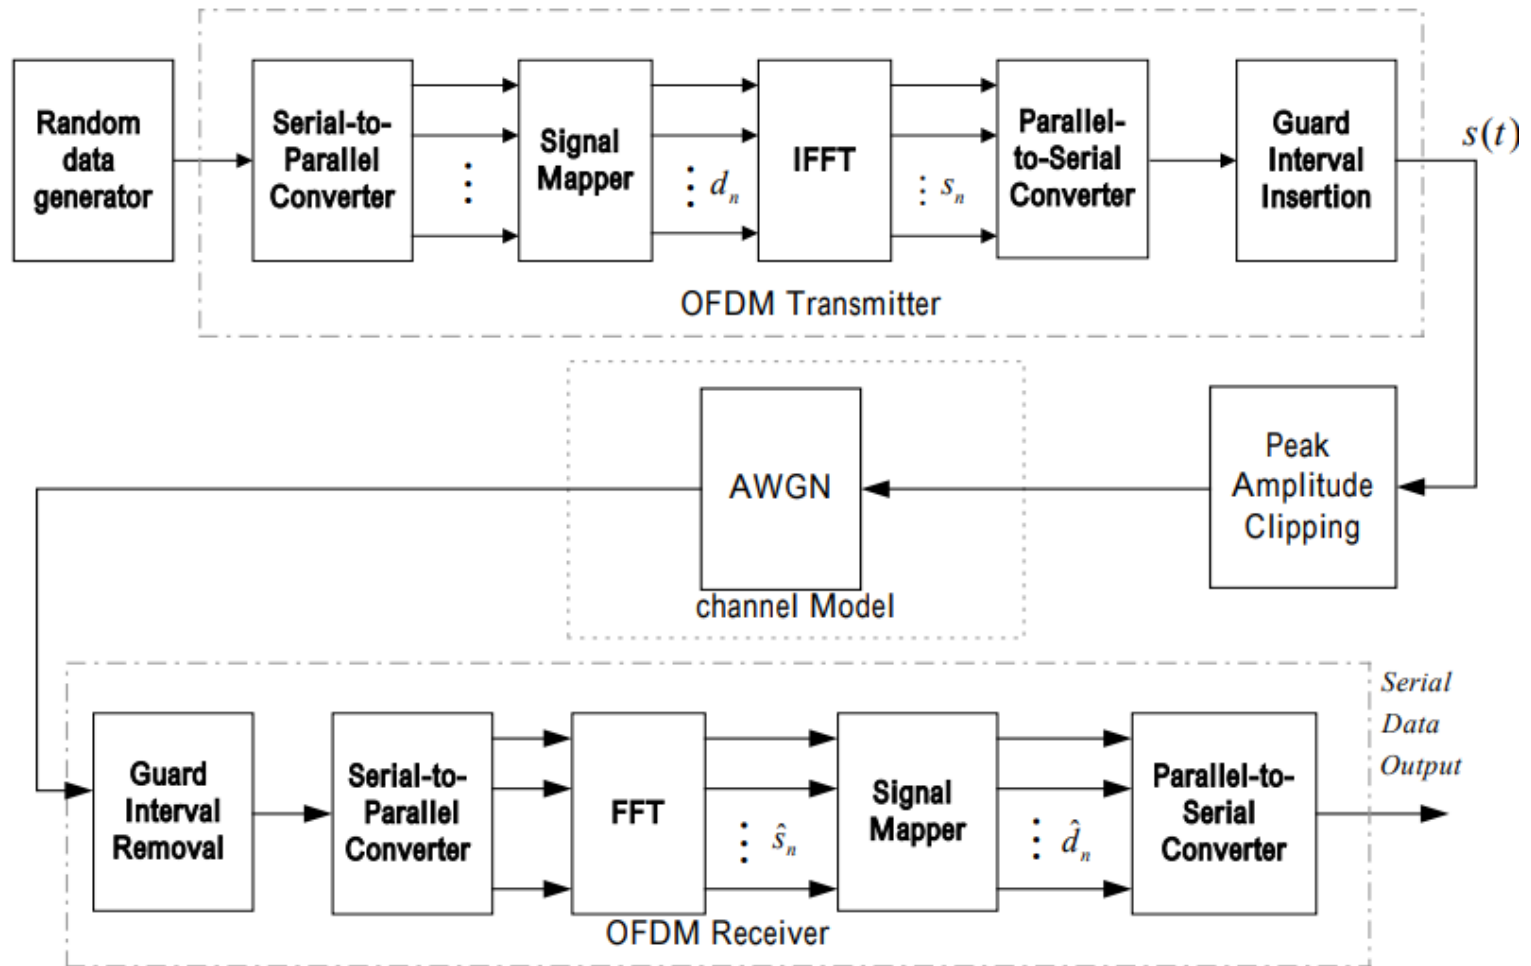 Random
data
generator
Serial-to-
Parallel
Converter
Signal
Mapper
d_n
IFFT
s_n
Parallel-
to-Serial
Converter
Guard
Interval
Insertion
s(t)
OFDM Transmitter
Peak
Amplitude
Clipping
AWGN
channel Model
Guard
Interval
Removal
Serial-to-
Parallel
Converter
FFT
ŝ_n
Signal
Mapper
d̂_n
Parallel-to-
Serial
Converter
Serial
Data
Output
OFDM Receiver